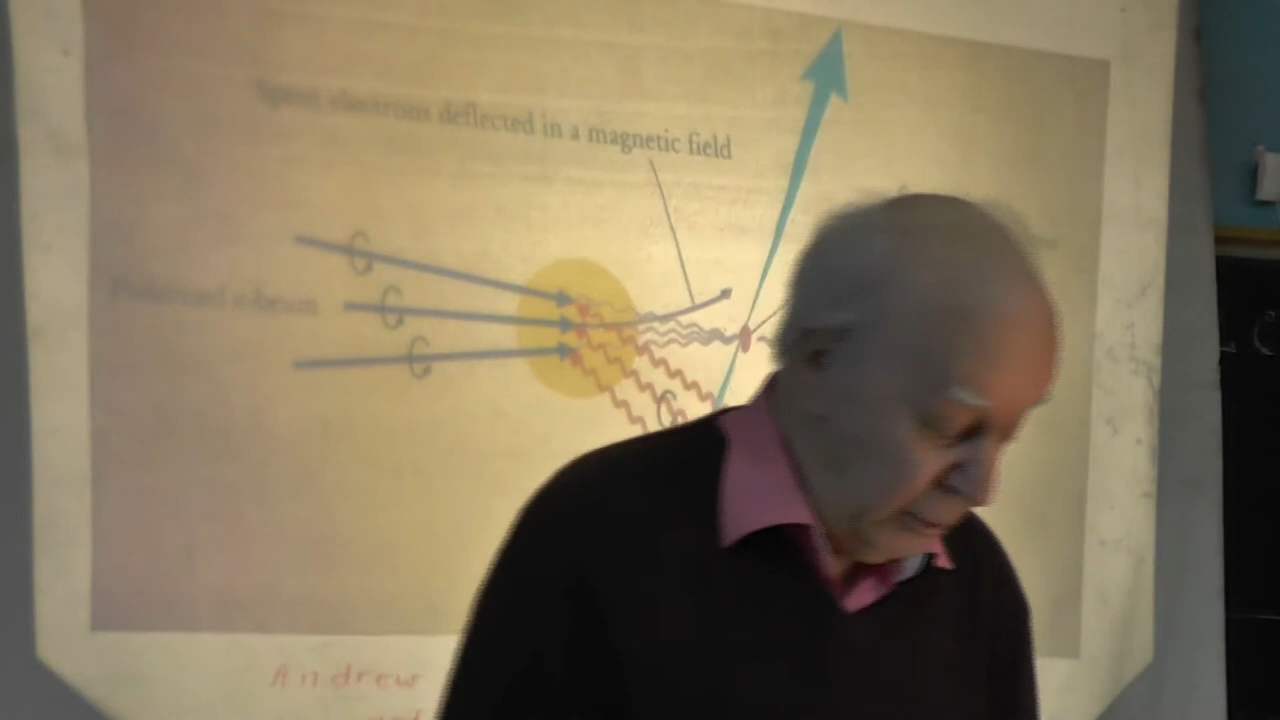 Spent electrons deflected in a magnetic field
Polarized e-beam
Andrew